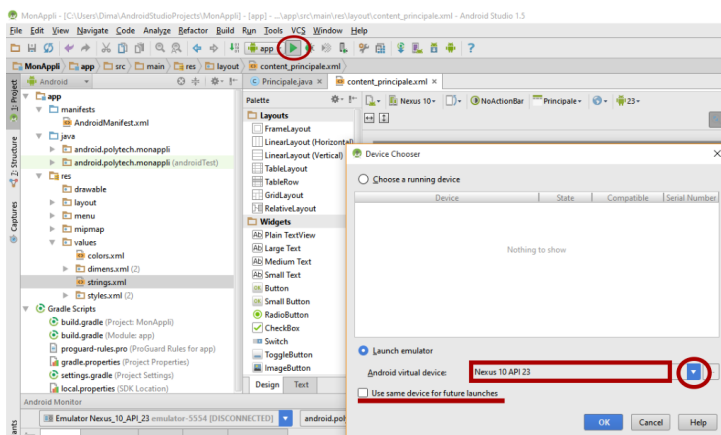 MonAppli - [C:\Users\Dima\AndroidStudioProjects\MonAppli] - [app] - ...\app\src\main\res\layout\content_principale.xml - Android Studio 1.5
File Edit View Navigate Code Analyze Refactor Build Run Tools VCS Window Help
app
MonAppli app src main res layout content_principale.xml
Android
Principale.java × content_principale.xml ×
1: Project
app
manifests
AndroidManifest.xml
java
android.polytech.monappli
android.polytech.monappli (androidTest)
res
drawable
layout
menu
mipmap
values
colors.xml
dimens.xml (2)
strings.xml
styles.xml (2)
Gradle Scripts
build.gradle (Project: MonAppli)
build.gradle (Module: app)
proguard-rules.pro (ProGuard Rules for app)
gradle.properties (Project Properties)
settings.gradle (Project Settings)
local.properties (SDK Location)
Z: Structure
Captures
Palette
Nexus 10 NoActionBar Principale 23
Layouts
FrameLayout
LinearLayout (Horizontal)
LinearLayout (Vertical)
TableLayout
TableRow
GridLayout
RelativeLayout
Widgets
Plain TextView
Large Text
Medium Text
Small Text
Button
Small Button
RadioButton
CheckBox
Switch
ToggleButton
ImageButton
Design Text
Device Chooser
Choose a running device
Device State Compatible Serial Number
Nothing to show
Launch emulator
Android virtual device: Nexus 10 API 23
Use same device for future launches
OK Cancel Help
Android Monitor
Emulator Nexus_10_API_23 emulator-5554 [DISCONNECTED] android.pol